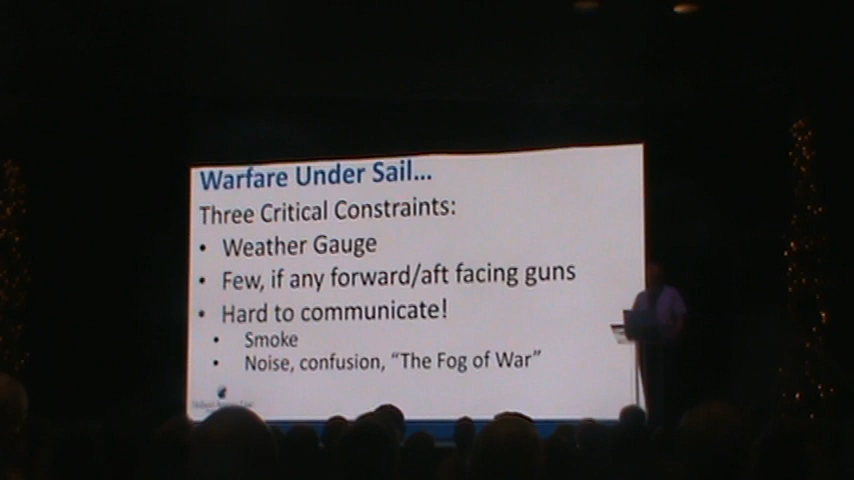 Warfare Under Sail...
Three Critical Constraints:
• Weather Gauge
• Few, if any forward/aft facing guns
• Hard to communicate!
• Smoke
• Noise, confusion, “The Fog of War”